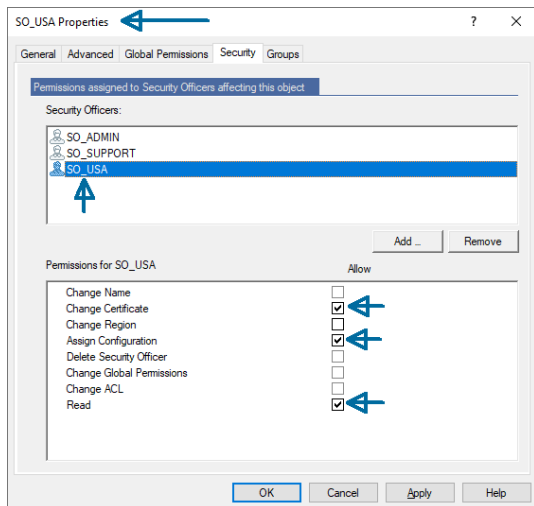 SO_USA Properties ? ×
General Advanced Global Permissions Security Groups
Permissions assigned to Security Officers affecting this object
Security Officers:
SO_ADMIN
SO_SUPPORT
SO_USA
Add ... Remove
Permissions for SO_USA Allow
Change Name
Change Certificate
Change Region
Assign Configuration
Delete Security Officer
Change Global Permissions
Change ACL
Read
OK Cancel Apply Help